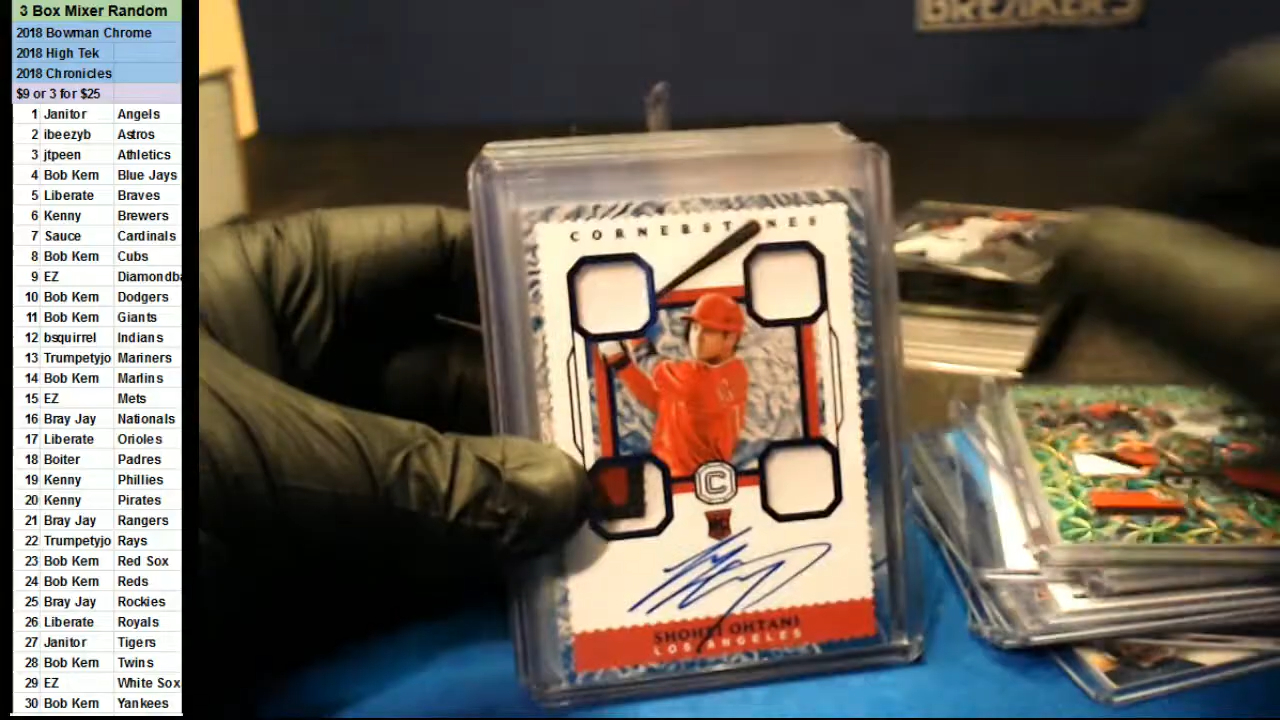 3 Box Mixer Random
2018 Bowman Chrome
2018 High Tek
2018 Chronicles
$9 or 3 for $25
1 Janitor Angels
2 ibeezyb Astros
3 jtpeen Athletics
4 Bob Kem Blue Jays
5 Liberate Braves
6 Kenny Brewers
7 Sauce Cardinals
8 Bob Kem Cubs
9 EZ Diamondba
10 Bob Kem Dodgers
11 Bob Kem Giants
12 bsquirrel Indians
13 Trumpetyjo Mariners
14 Bob Kem Marlins
15 EZ Mets
16 Bray Jay Nationals
17 Liberate Orioles
18 Boiter Padres
19 Kenny Phillies
20 Kenny Pirates
21 Bray Jay Rangers
22 Trumpetyjo Rays
23 Bob Kem Red Sox
24 Bob Kem Reds
25 Bray Jay Rockies
26 Liberate Royals
27 Janitor Tigers
28 Bob Kem Twins
29 EZ White Sox
30 Bob Kem Yankees
BREAKERS
CORNERSTONES
C
RC
SHOHEI OHTANI
LOS ANGELES